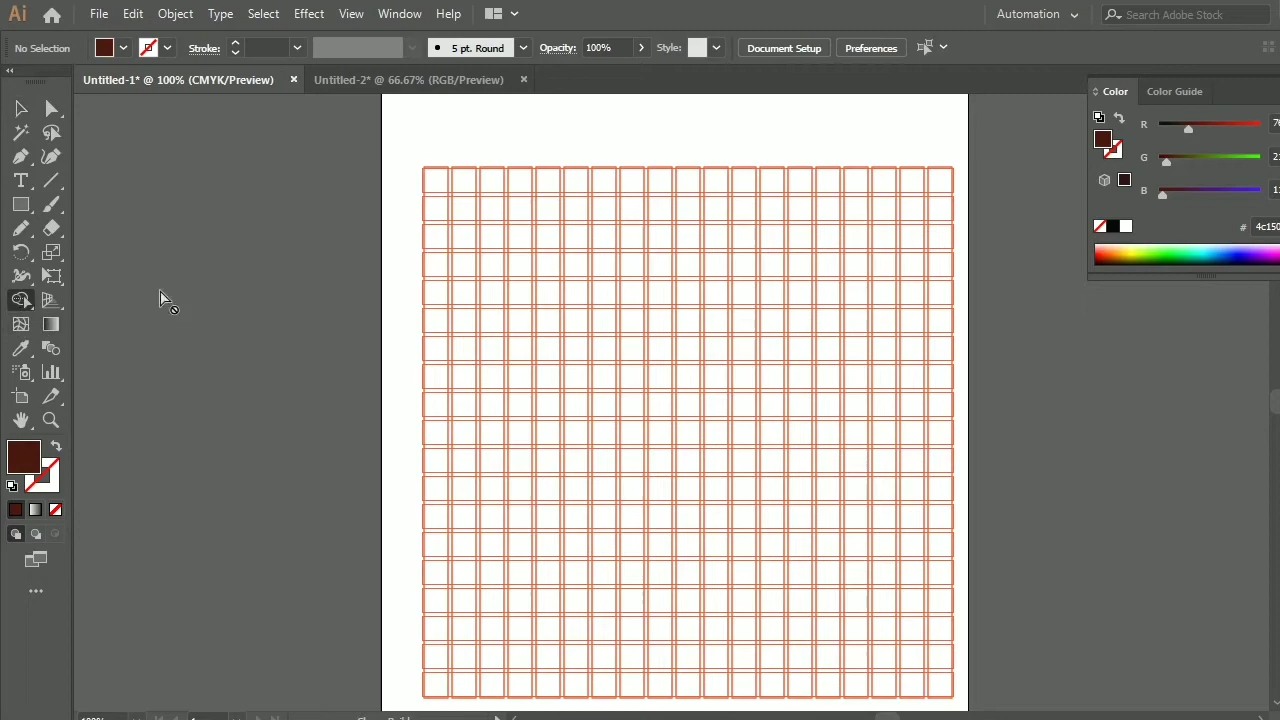 Ai File Edit Object Type Select Effect View Window Help Automation Search Adobe Stock
No Selection Stroke: 5 pt. Round Opacity: 100% Style: Document Setup Preferences
Untitled-1* @ 100% (CMYK/Preview) × Untitled-2* @ 66.67% (RGB/Preview) ×
Color Color Guide
R
G
B
# 4c150